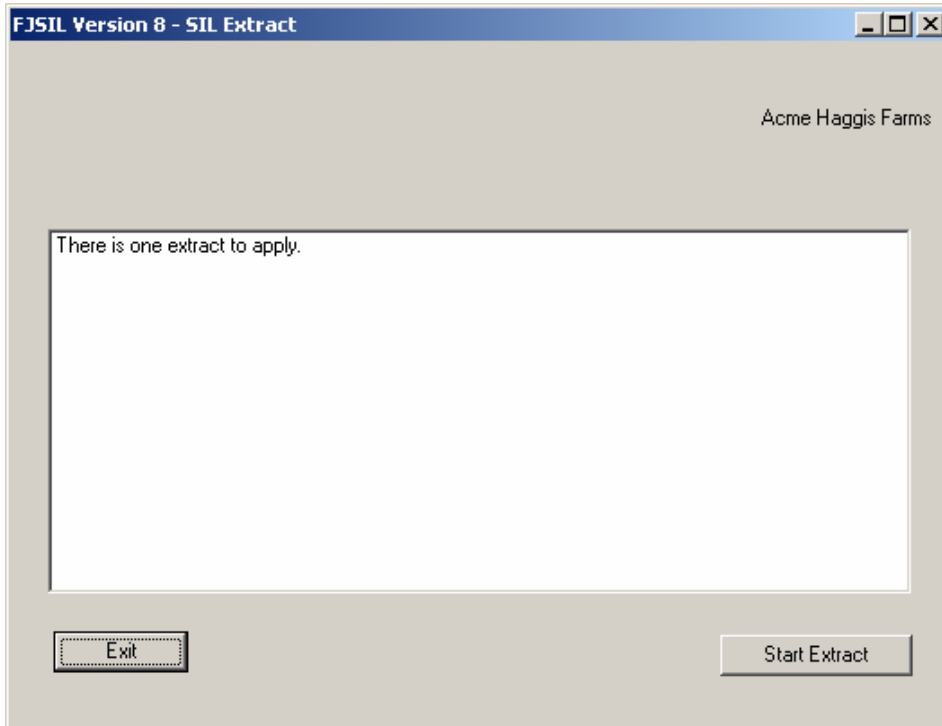 FJSIL Version 8 - SIL Extract
Acme Haggis Farms
There is one extract to apply.
Exit
Start Extract